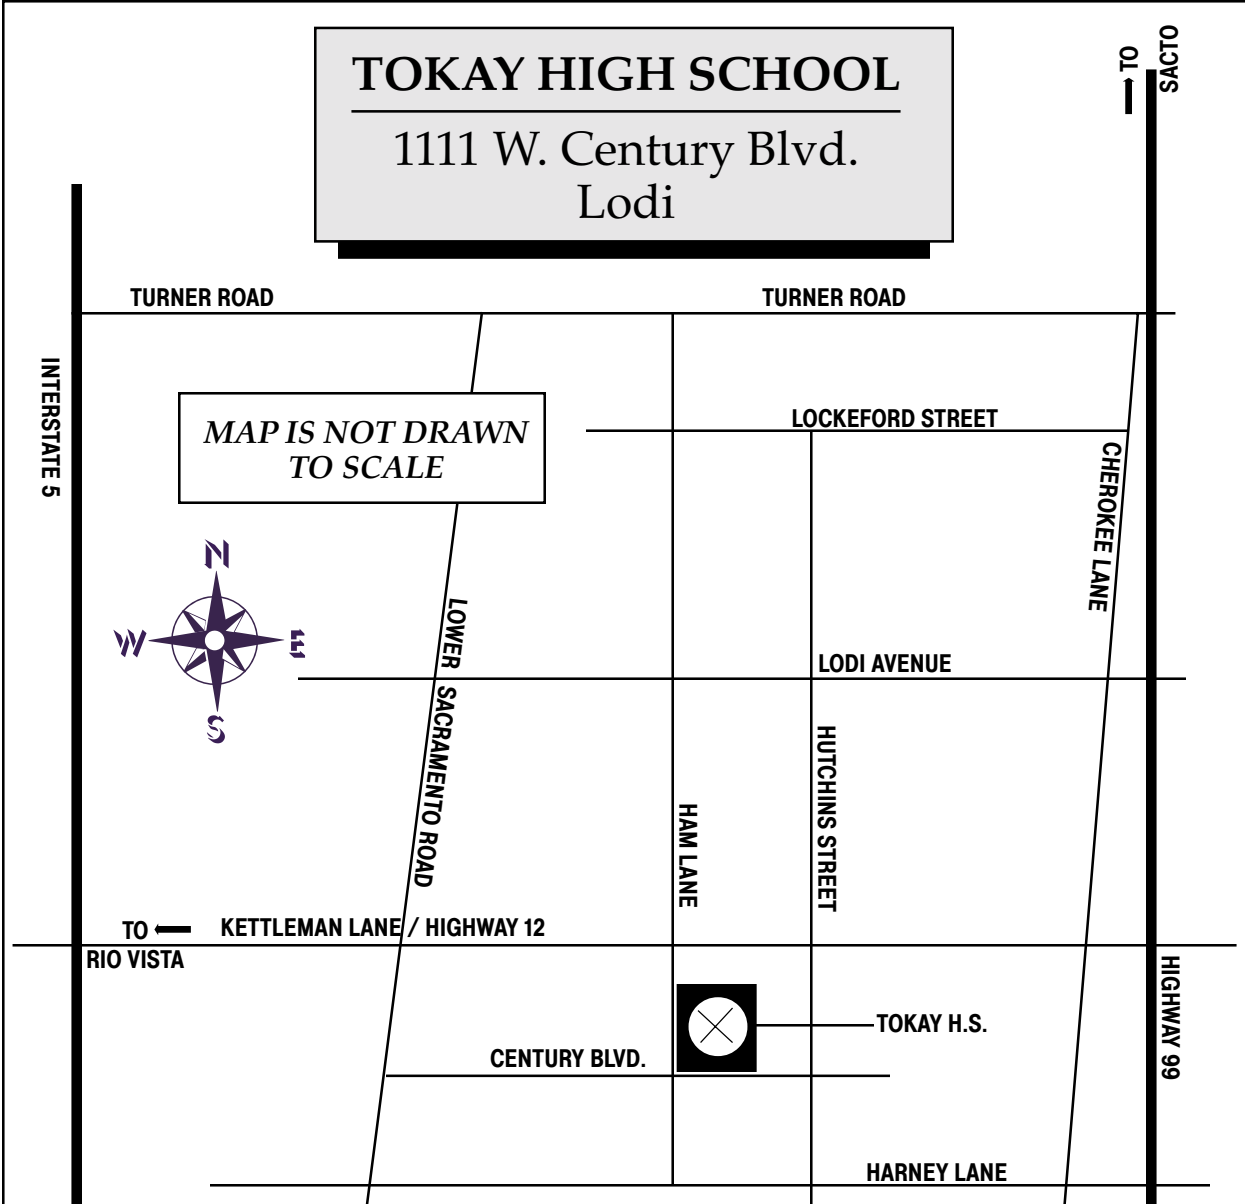 TOKAY HIGH SCHOOL
1111 W. Century Blvd.
Lodi
TO
SACTO
TURNER ROAD
TURNER ROAD
INTERSTATE 5
MAP IS NOT DRAWN
TO SCALE
LOCKEFORD STREET
CHEROKEE LANE
N
W
E
S
LOWER SACRAMENTO ROAD
LODI AVENUE
HUTCHINS STREET
HAM LANE
TO
RIO VISTA
KETTLEMAN LANE / HIGHWAY 12
HIGHWAY 99
TOKAY H.S.
CENTURY BLVD.
HARNEY LANE